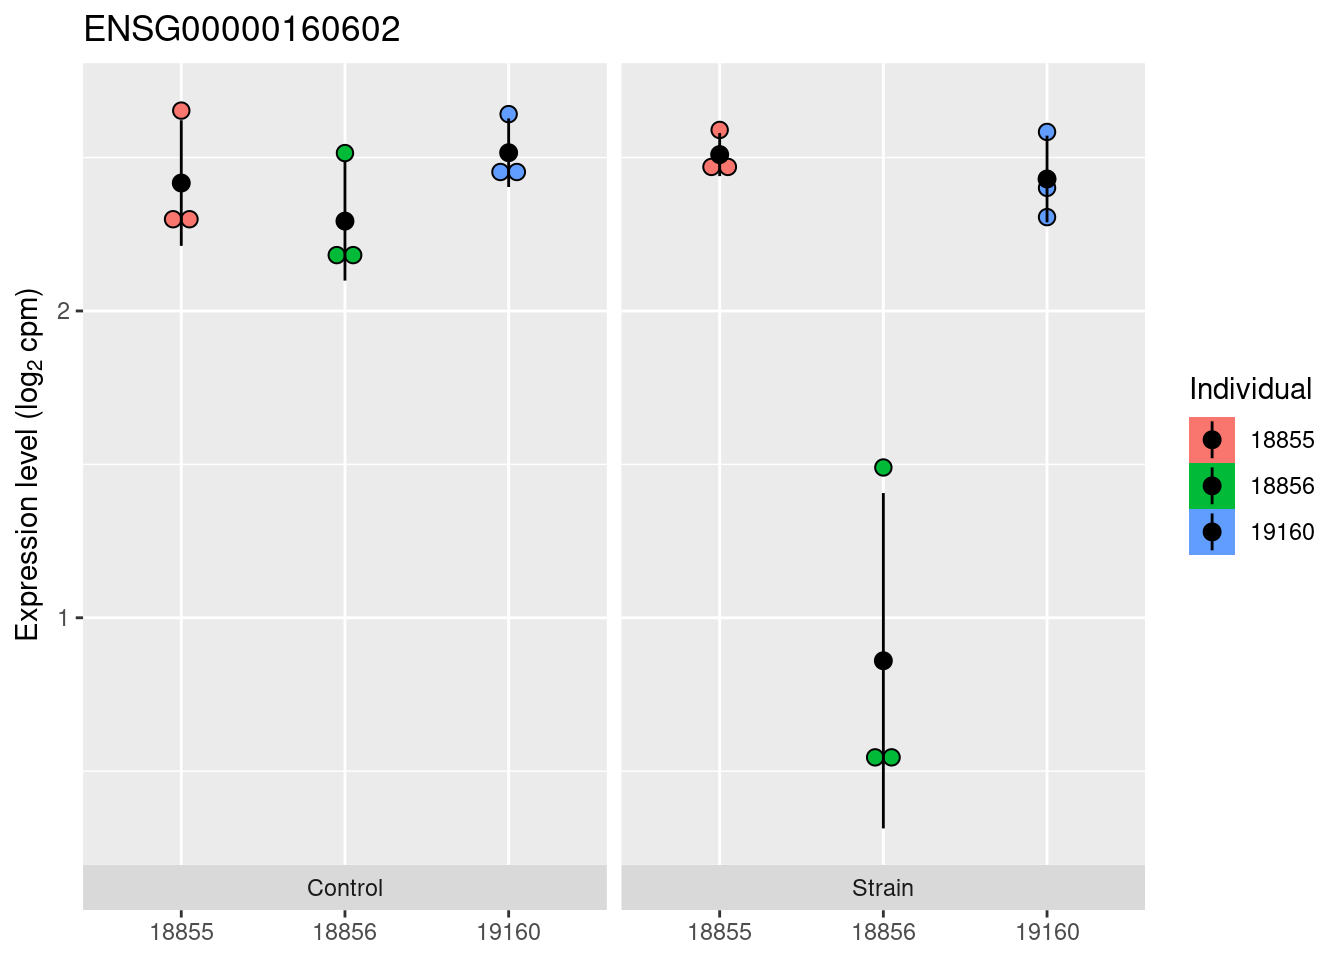 ENSG00000160602
Expression level (log₂ cpm)
2
1
Control
Strain
18855
18856
19160
18855
18856
19160
Individual
18855
18856
19160